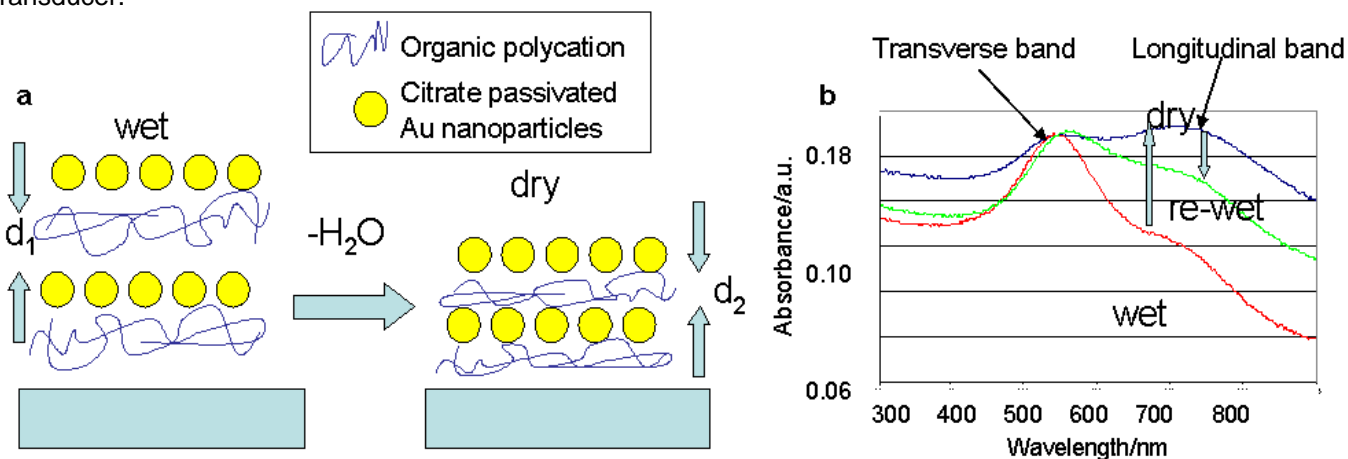 ransducer.
Organic polycation
Citrate passivated
Au nanoparticles
a
wet
d1
-H2O
dry
d2
b
Transverse band
Longitudinal band
dry
re-wet
wet
Absorbance/a.u.
0.18
0.10
0.06
300 400 500 600 700 800
Wavelength/nm